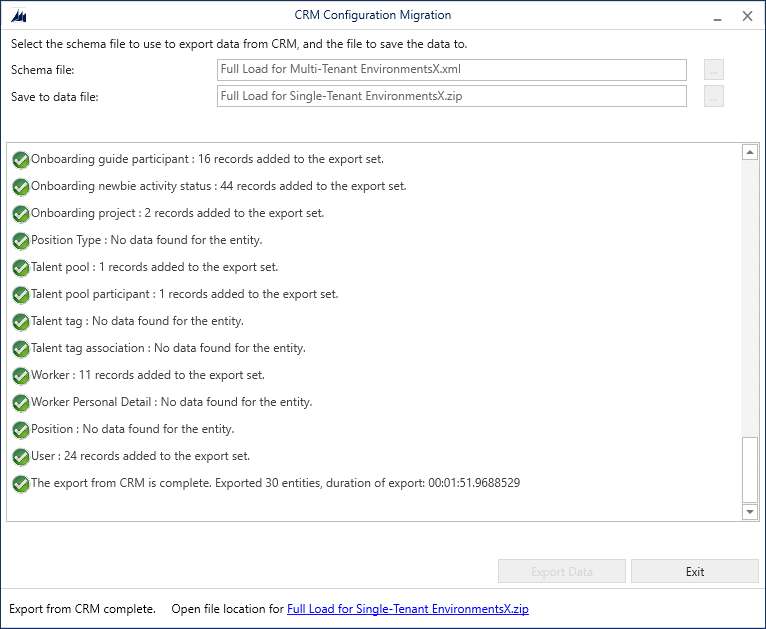 CRM Configuration Migration
Select the schema file to use to export data from CRM, and the file to save the data to.
Schema file:
Full Load for Multi-Tenant EnvironmentsX.xml
...
Save to data file:
Full Load for Single-Tenant EnvironmentsX.zip
...
Onboarding guide participant : 16 records added to the export set.
Onboarding newbie activity status : 44 records added to the export set.
Onboarding project : 2 records added to the export set.
Position Type : No data found for the entity.
Talent pool : 1 records added to the export set.
Talent pool participant : 1 records added to the export set.
Talent tag : No data found for the entity.
Talent tag association : No data found for the entity.
Worker : 11 records added to the export set.
Worker Personal Detail : No data found for the entity.
Position : No data found for the entity.
User : 24 records added to the export set.
The export from CRM is complete. Exported 30 entities, duration of export: 00:01:51.9688529
Export Data
Exit
Export from CRM complete.
Open file location for Full Load for Single-Tenant EnvironmentsX.zip